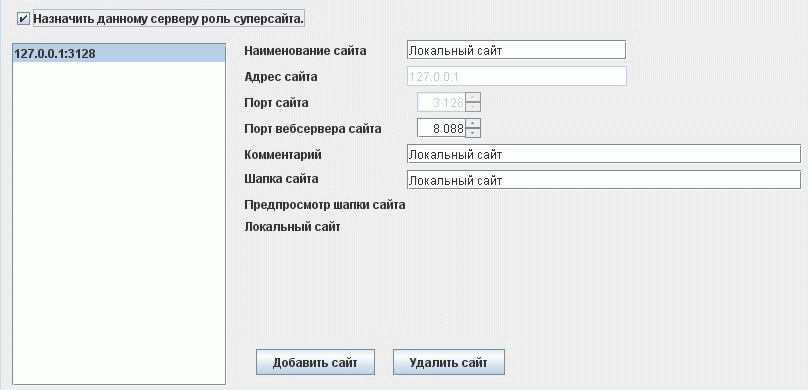 Назначить данному серверу роль суперсайта.
127.0.0.1:3128
Наименование сайта Локальный сайт
Адрес сайта 127.0.0.1
Порт сайта 3 128
Порт вебсервера сайта 8 088
Комментарий Локальный сайт
Шапка сайта Локальный сайт
Предпросмотр шапки сайта
Локальный сайт
Добавить сайт Удалить сайт